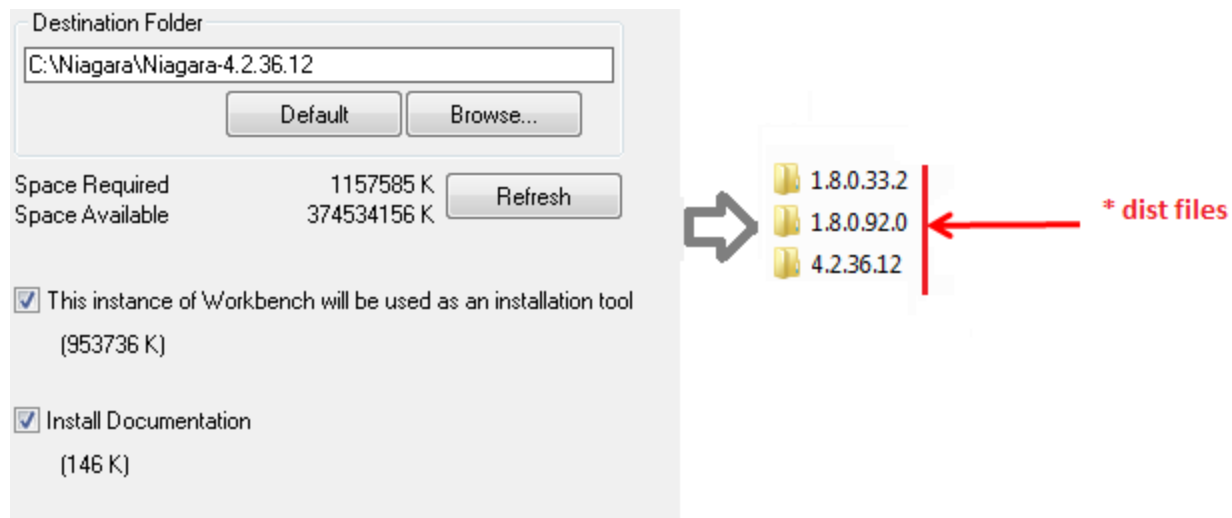 Destination Folder
C:\Niagara\Niagara-4.2.36.12
Default
Browse...
Space Required 1157585 K
Refresh
Space Available 374534156 K
This instance of Workbench will be used as an installation tool
(953736 K)
Install Documentation
(146 K)
1.8.0.33.2
1.8.0.92.0
4.2.36.12
* dist files